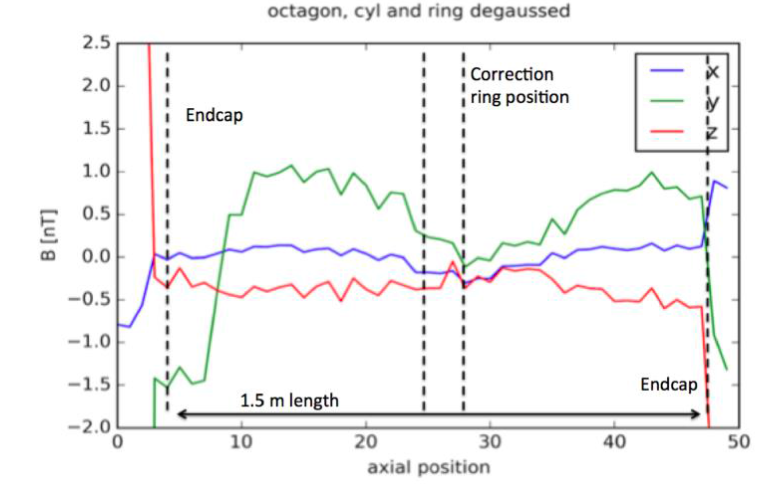 octagon, cyl and ring degaussed
B [nT]
2.5
2.0
1.5
1.0
0.5
0.0
−0.5
−1.0
−1.5
−2.0
Endcap
Correction
ring position
x
y
z
1.5 m length
Endcap
0 10 20 30 40 50
axial position